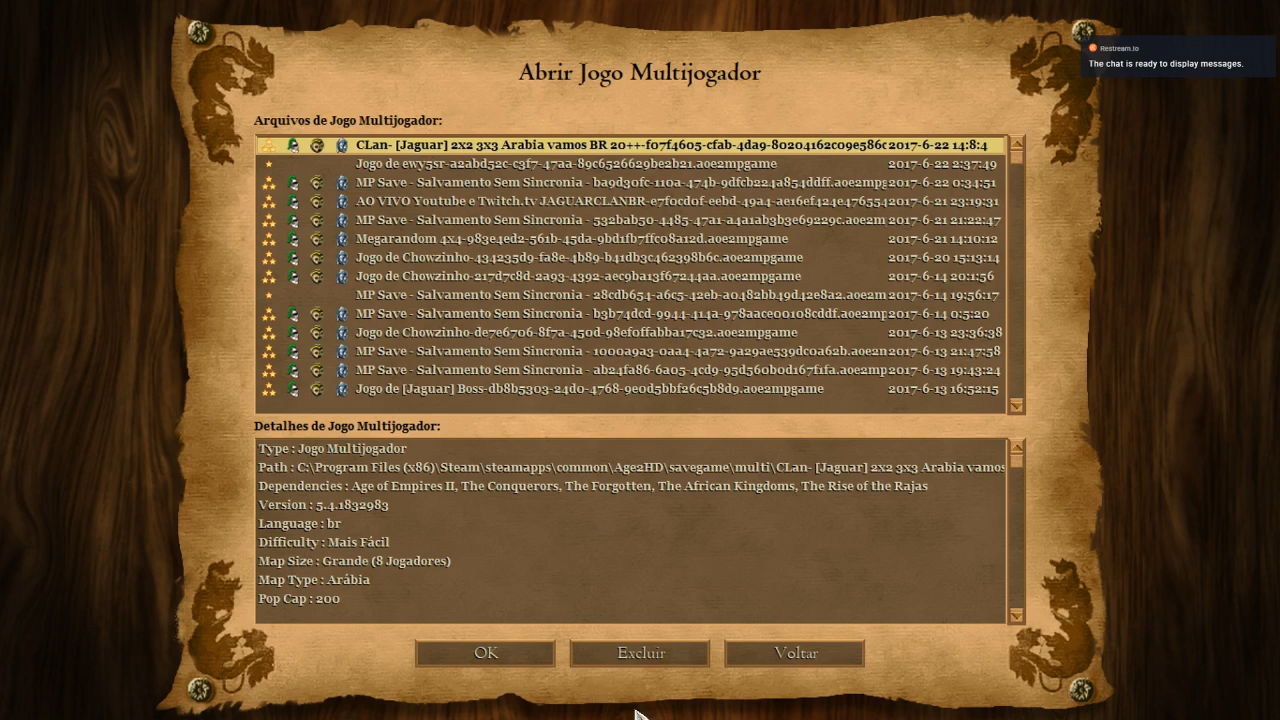 Restream.io
The chat is ready to display messages.
Abrir Jogo Multijogador
Arquivos de Jogo Multijogador:
CLan- [Jaguar] 2x2 3x3 Arabia vamos BR 20++-f07f4605-cfab-4da9-80204162c09e586c 2017-6-22 14:8:4
Jogo de ewy5sr-a2abd52c-c3f7-47aa-89c6526629be2b21.aoe2mpgame 2017-6-22 2:37:49
MP Save - Salvamento Sem Sincronia - ba9d30fc-110a-474b-9dfcb224a854ddff.aoe2mpg 2017-6-22 0:34:51
AO VIVO Youtube e Twitch.tv JAGUARCLANBR-e7f0cd0f-eebd-49a4-ae16ef424e476554 2017-6-21 23:19:31
MP Save - Salvamento Sem Sincronia - 532bab50-4485-47a1-a4a1ab3b3e69229c.aoe2m 2017-6-21 21:22:47
Megarandom 4x4-983e4ed2-561b-45da-9bd1fb7ffc08a12d.aoe2mpgame 2017-6-21 14:10:12
Jogo de Chowzinho-434235d9-fa8e-4b89-b41db3c462398b6c.aoe2mpgame 2017-6-20 15:13:14
Jogo de Chowzinho-217d7c8d-2a93-4392-aec9ba13f67244aa.aoe2mpgame 2017-6-14 20:1:56
MP Save - Salvamento Sem Sincronia - 28cdb654-a6c5-42eb-a0482bb49d42e8a2.aoe2m 2017-6-14 19:56:17
MP Save - Salvamento Sem Sincronia - b3b74dcd-9944-414a-978aace00108cddf.aoe2mp 2017-6-14 0:5:20
Jogo de Chowzinho-de7e6706-8f7a-450d-98ef0ffabba17c32.aoe2mpgame 2017-6-13 23:36:38
MP Save - Salvamento Sem Sincronia - 1000a9a3-0aa4-4a72-9a29ae539dc0a62b.aoe2m 2017-6-13 21:47:58
MP Save - Salvamento Sem Sincronia - ab24fa86-6a05-4cd9-95d560b0d167f1fa.aoe2mp 2017-6-13 19:43:24
Jogo de [Jaguar] Boss-db8b5303-24d0-4768-9e0d5bbf26c5b8d9.aoe2mpgame 2017-6-13 16:52:15
Detalhes de Jogo Multijogador:
Type : Jogo Multijogador
Path : C:\Program Files (x86)\Steam\steamapps\common\Age2HD\savegame\multi\CLan- [Jaguar] 2x2 3x3 Arabia vamos
Dependencies : Age of Empires II, The Conquerors, The Forgotten, The African Kingdoms, The Rise of the Rajas
Version : 5.4.1832983
Language : br
Difficulty : Mais Fácil
Map Size : Grande (8 Jogadores)
Map Type : Arábia
Pop Cap : 200
OK
Excluir
Voltar